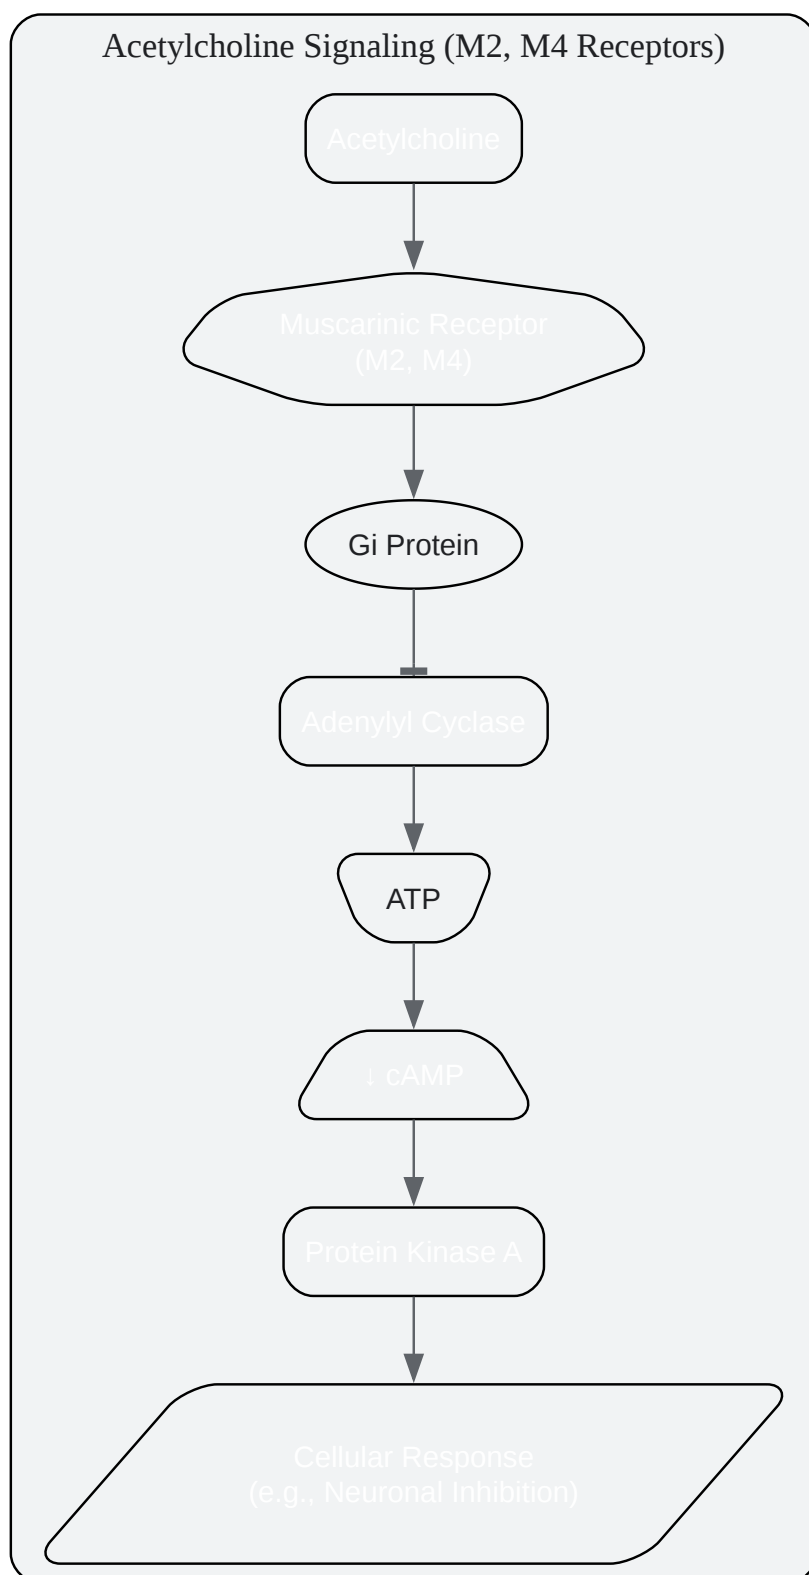 Acetylcholine Signaling (M2, M4 Receptors)
Acetylcholine
Muscarinic Receptor
(M2, M4)
Gi Protein
Adenylyl Cyclase
ATP
↓ cAMP
Protein Kinase A
Cellular Response
(e.g., Neuronal Inhibition)